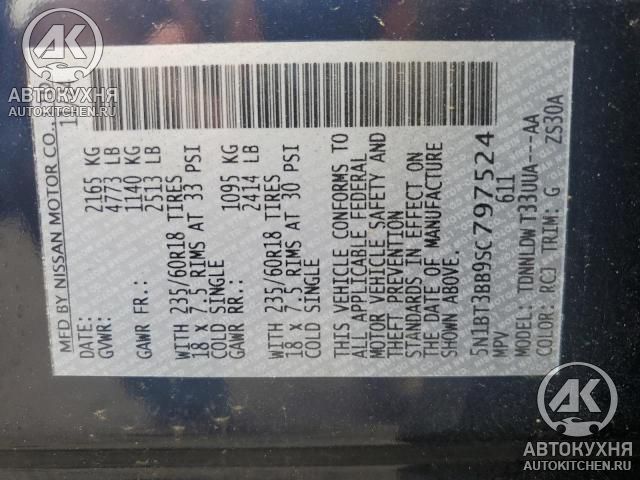 MFD BY NISSAN MOTOR CO.,
GVWR: 2165 KG
4773 LB
GAWR FR.: 1140 KG
2513 LB
WITH 235/60R18 TIRES
18 X 7.5 RIMS AT 33 PSI
COLD SINGLE
GAWR RR.: 1095 KG
2414 LB
WITH 235/60R18 TIRES
18 X 7.5 RIMS AT 30 PSI
COLD SINGLE
THIS VEHICLE CONFORMS TO
ALL APPLICABLE FEDERAL
MOTOR VEHICLE SAFETY AND
THEFT PREVENTION
STANDARDS IN EFFECT ON
THE DATE OF MANUFACTURE
SHOWN ABOVE.
5N1BT3BB9SC797524
MPV 611
MODEL: TDNNLDWT33UUA---AA
COLOR: RCJ TRIM: G ZS30A
АК
АВТОКУХНЯ
AUTOKITCHEN.RU
АК
АВТОКУХНЯ
AUTOKITCHEN.RU